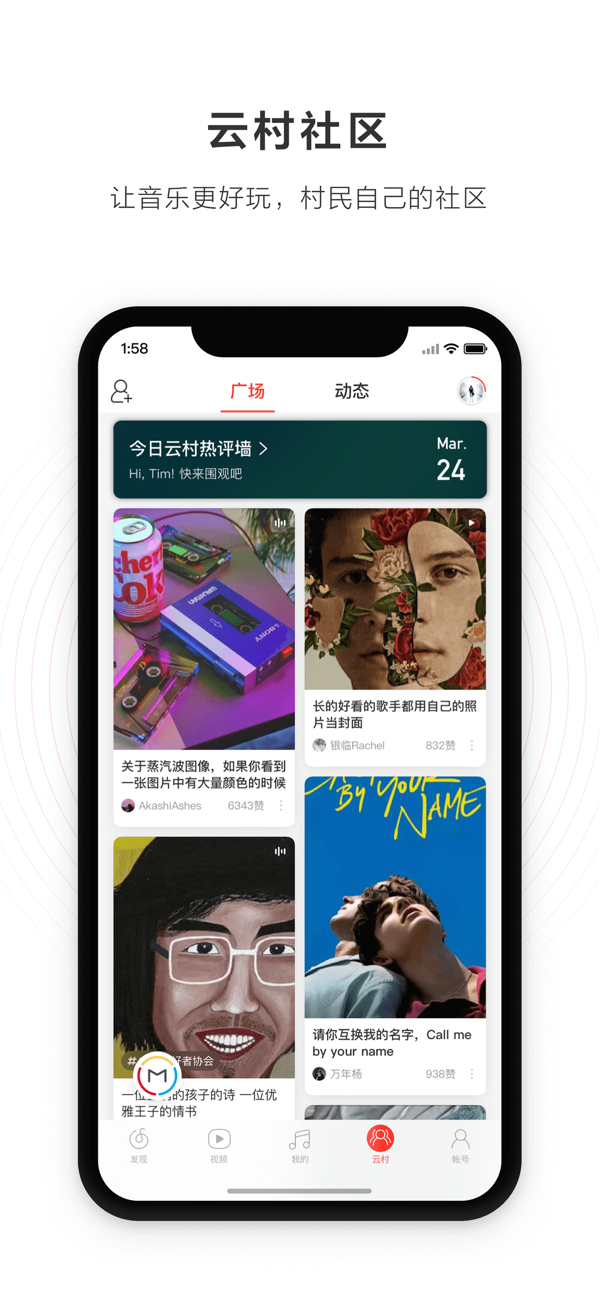 云村社区
让音乐更好玩，村民自己的社区
1:58
广场
动态
今日云村热评墙
Hi, Tim! 快来围观吧
Mar.
24
cher
Cok
WALKMAN
SONY
关于蒸汽波图像，如果你看到
一张图片中有大量颜色的时候
AkashiAshes
6343赞
长的好看的歌手都用自己的照
片当封面
银临Rachel
832赞
BY YOUR
NAME
请你互换我的名字，Call me
by your name
万年杨
938赞
#
好者协会
M
一位
的孩子的诗 一位优
雅王子的情书
发现
视频
我的
云村
帐号